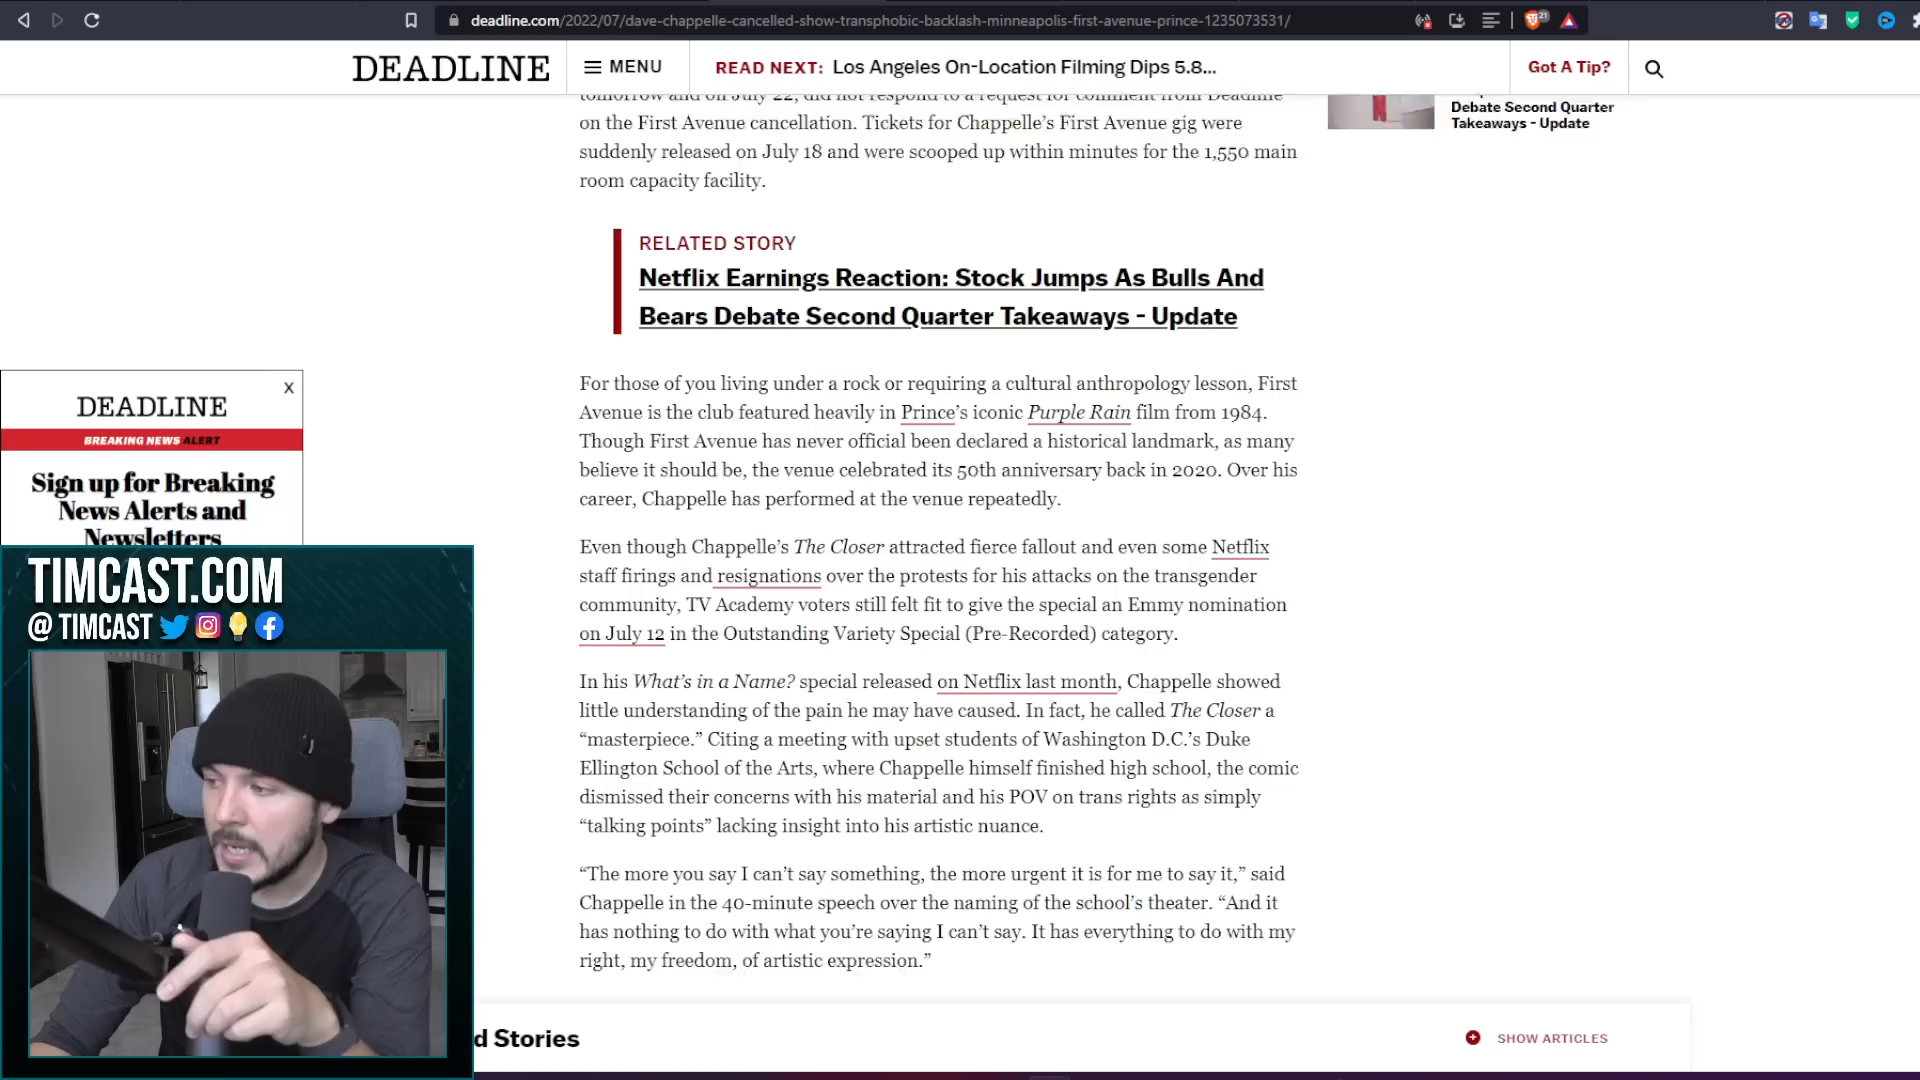 deadline.com/2022/07/dave-chappelle-cancelled-show-transphobic-backlash-minneapolis-first-avenue-prince-1235073531/
21
DEADLINE
MENU
READ NEXT: Los Angeles On-Location Filming Dips 5.8...
Got A Tip?
tomorrow and on July 22, did not respond to a request for comment from Deadline
on the First Avenue cancellation. Tickets for Chappelle’s First Avenue gig were
suddenly released on July 18 and were scooped up within minutes for the 1,550 main
room capacity facility.
Debate Second Quarter
Takeaways - Update
RELATED STORY
Netflix Earnings Reaction: Stock Jumps As Bulls And
Bears Debate Second Quarter Takeaways - Update
For those of you living under a rock or requiring a cultural anthropology lesson, First
Avenue is the club featured heavily in Prince’s iconic Purple Rain film from 1984.
Though First Avenue has never official been declared a historical landmark, as many
believe it should be, the venue celebrated its 50th anniversary back in 2020. Over his
career, Chappelle has performed at the venue repeatedly.
Even though Chappelle’s The Closer attracted fierce fallout and even some Netflix
staff firings and resignations over the protests for his attacks on the transgender
community, TV Academy voters still felt fit to give the special an Emmy nomination
on July 12 in the Outstanding Variety Special (Pre-Recorded) category.
In his What’s in a Name? special released on Netflix last month, Chappelle showed
little understanding of the pain he may have caused. In fact, he called The Closer a
“masterpiece.” Citing a meeting with upset students of Washington D.C.’s Duke
Ellington School of the Arts, where Chappelle himself finished high school, the comic
dismissed their concerns with his material and his POV on trans rights as simply
“talking points” lacking insight into his artistic nuance.
“The more you say I can’t say something, the more urgent it is for me to say it,” said
Chappelle in the 40-minute speech over the naming of the school’s theater. “And it
has nothing to do with what you’re saying I can’t say. It has everything to do with my
right, my freedom, of artistic expression.”
d Stories
SHOW ARTICLES
X
DEADLINE
BREAKING NEWS ALERT
Sign up for Breaking
News Alerts and
Newsletters
TIMCAST.COM
@ TIMCAST